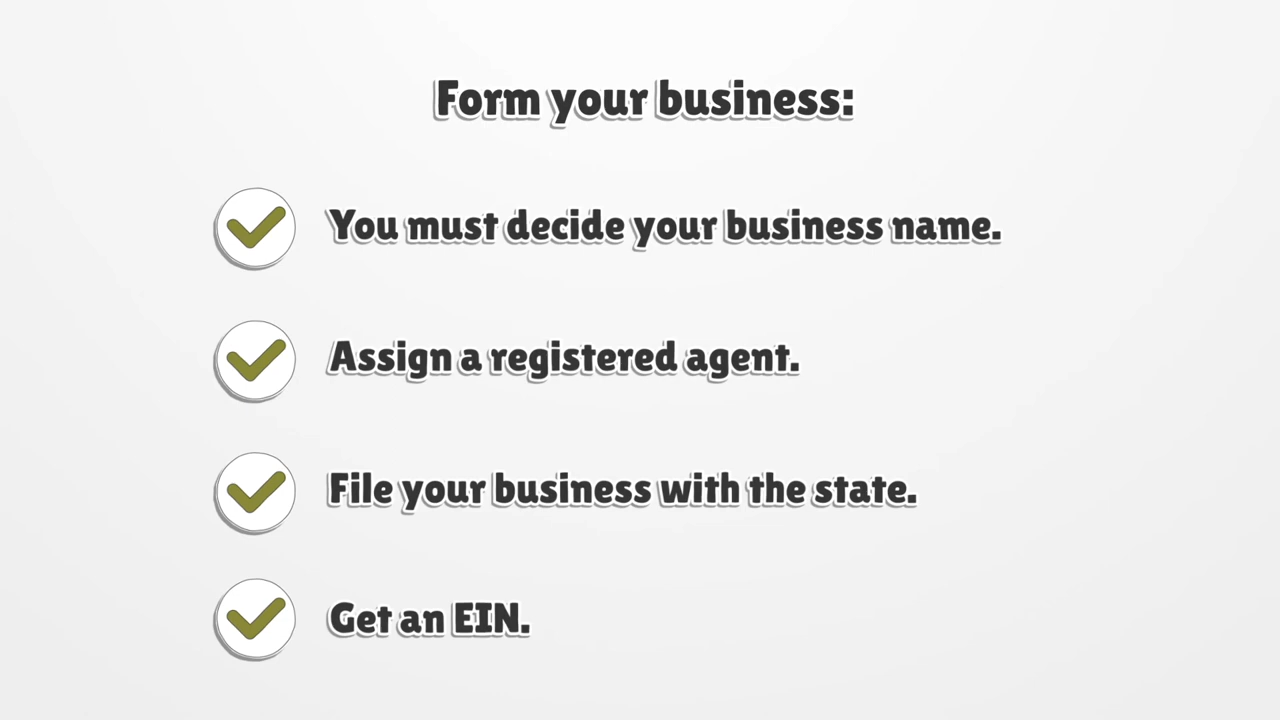 Form your business:
You must decide your business name.
Assign a registered agent.
File your business with the state.
Get an EIN.